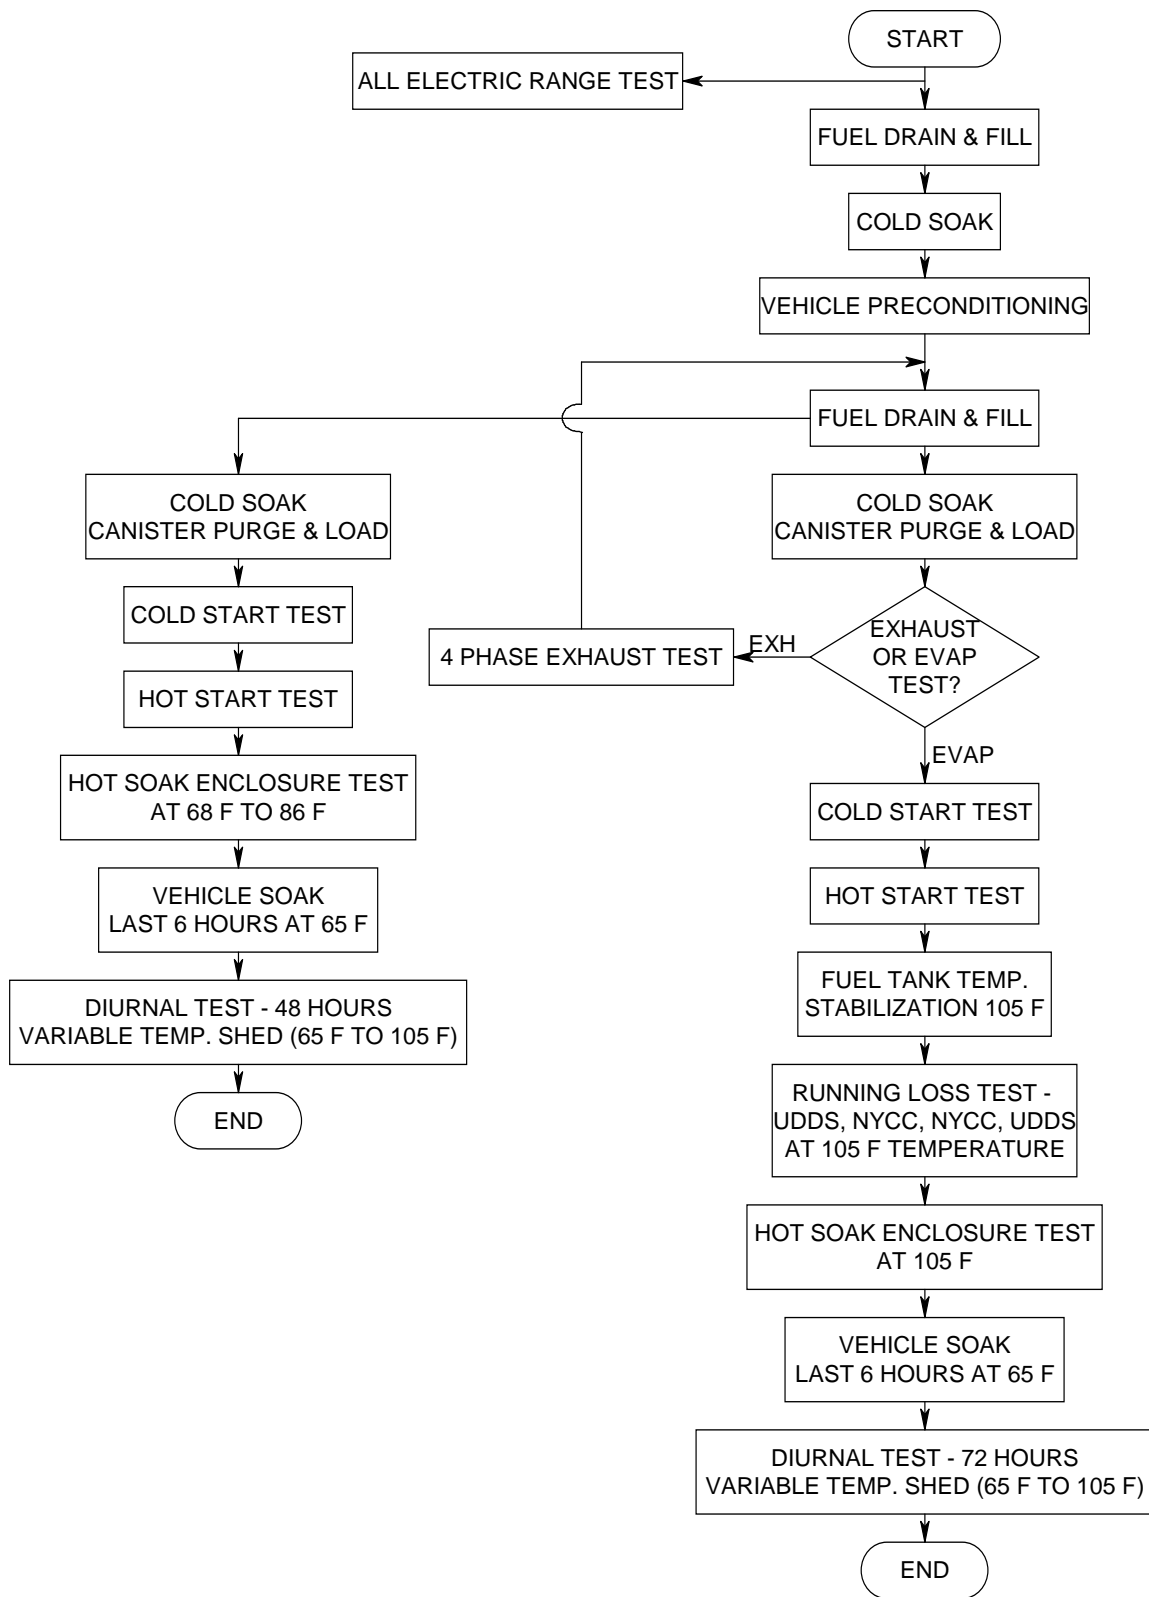 START
ALL ELECTRIC RANGE TEST
FUEL DRAIN & FILL
COLD SOAK
VEHICLE PRECONDITIONING
FUEL DRAIN & FILL
COLD SOAK
CANISTER PURGE & LOAD
COLD START TEST
HOT START TEST
HOT SOAK ENCLOSURE TEST
AT 68 F TO 86 F
VEHICLE SOAK
LAST 6 HOURS AT 65 F
DIURNAL TEST - 48 HOURS
VARIABLE TEMP. SHED (65 F TO 105 F)
END
COLD SOAK
CANISTER PURGE & LOAD
EXHAUST
OR EVAP
TEST?
EXH
4 PHASE EXHAUST TEST
EVAP
COLD START TEST
HOT START TEST
FUEL TANK TEMP.
STABILIZATION 105 F
RUNNING LOSS TEST -
UDDS, NYCC, NYCC, UDDS
AT 105 F TEMPERATURE
HOT SOAK ENCLOSURE TEST
AT 105 F
VEHICLE SOAK
LAST 6 HOURS AT 65 F
DIURNAL TEST - 72 HOURS
VARIABLE TEMP. SHED (65 F TO 105 F)
END